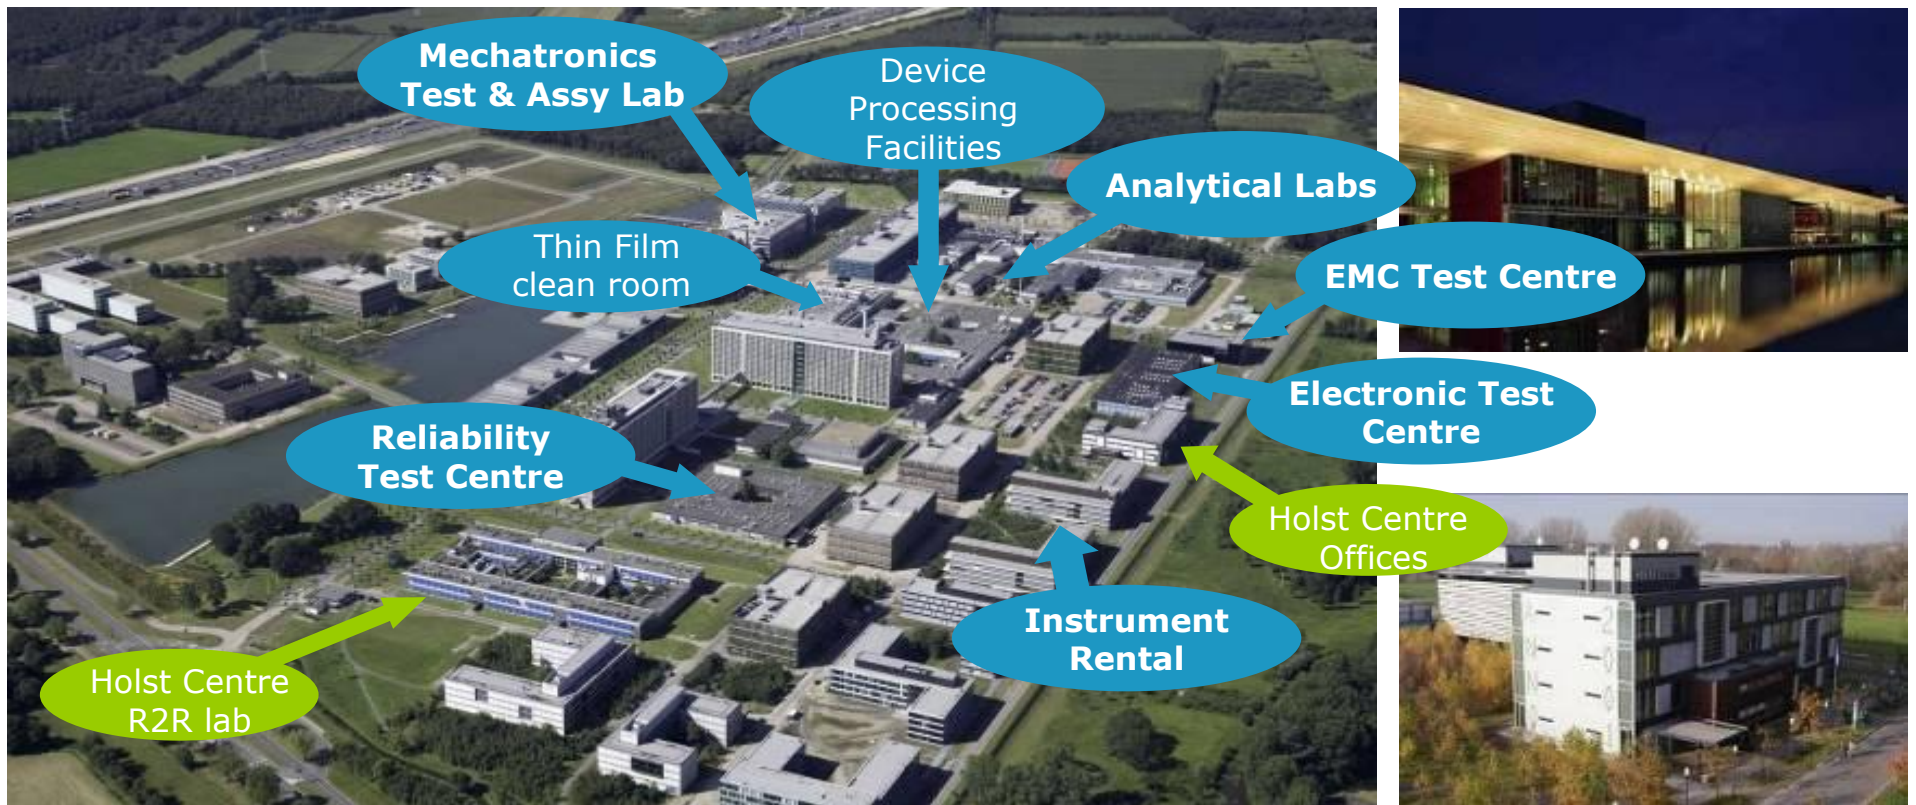 Mechatronics
Test & Assy Lab
Device
Processing
Facilities
Analytical Labs
Thin Film
clean room
EMC Test Centre
Electronic Test
Centre
Reliability
Test Centre
Holst Centre
Offices
Instrument
Rental
Holst Centre
R2R lab